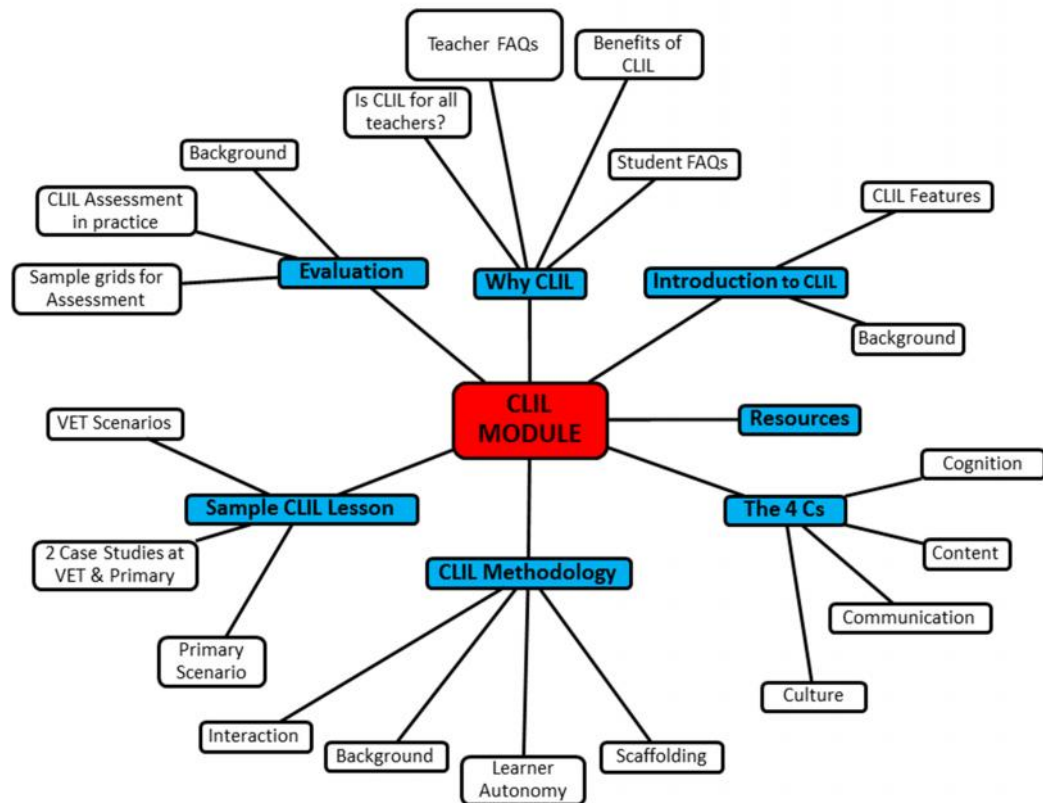 Teacher FAQs
Benefits of
CLIL
Is CLIL for all
teachers?
Background
Student FAQs
CLIL Features
CLIL Assessment
in practice
Sample grids for
Assessment
Evaluation
Why CLIL
Introduction to CLIL
Background
CLIL
MODULE
Resources
VET Scenarios
Cognition
Sample CLIL Lesson
The 4 Cs
2 Case Studies at
VET & Primary
Content
CLIL Methodology
Communication
Primary
Scenario
Culture
Interaction
Background
Learner
Autonomy
Scaffolding